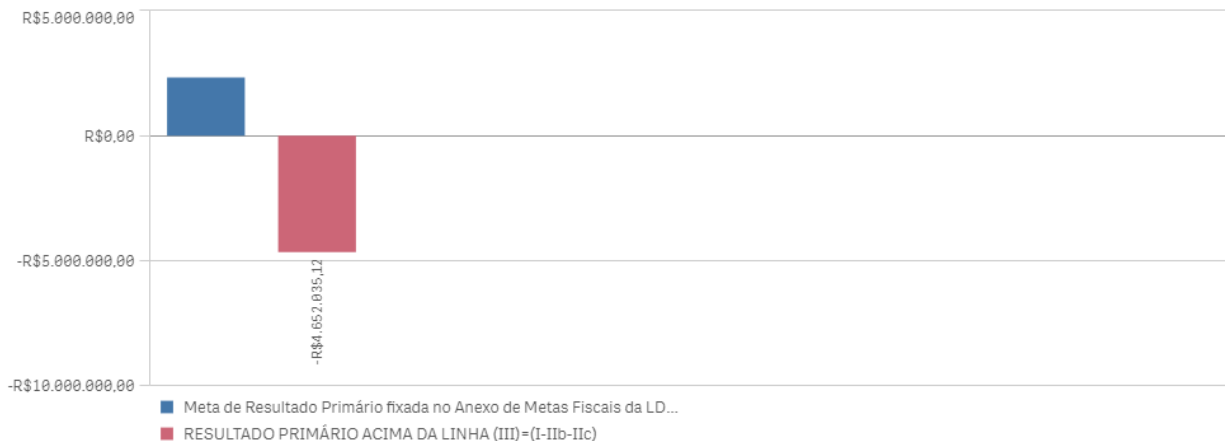 R$5.000.000,00
R$0,00
-R$5.000.000,00
-R$4.652.035,12
-R$10.000.000,00
Meta de Resultado Primário fixada no Anexo de Metas Fiscais da LD...
RESULTADO PRIMÁRIO ACIMA DA LINHA (III)=(I-IIb-IIc)